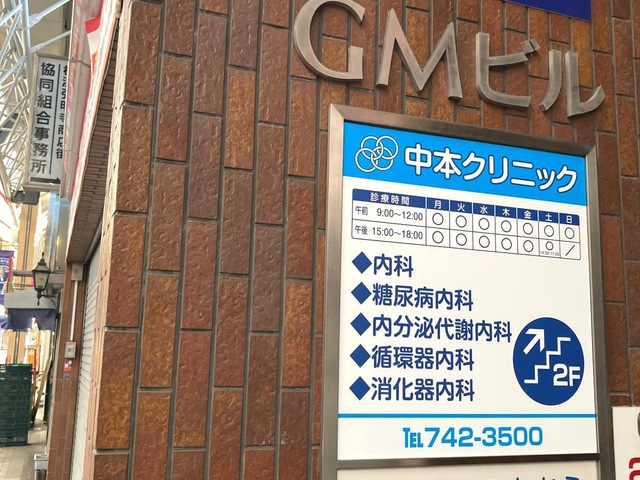 GMビル
中本クリニック
診療時間 月 火 水 木 金 土 日
午前 9:00~12:00 ○ ○ ○ ○ ○ ○ ○
午後 15:00~18:00 ○ ○ ○ ○ ○ ○ /
◆内科
◆糖尿病内科
◆内分泌代謝内科
◆循環器内科
◆消化器内科
2F
TEL742-3500
協同組合事務所